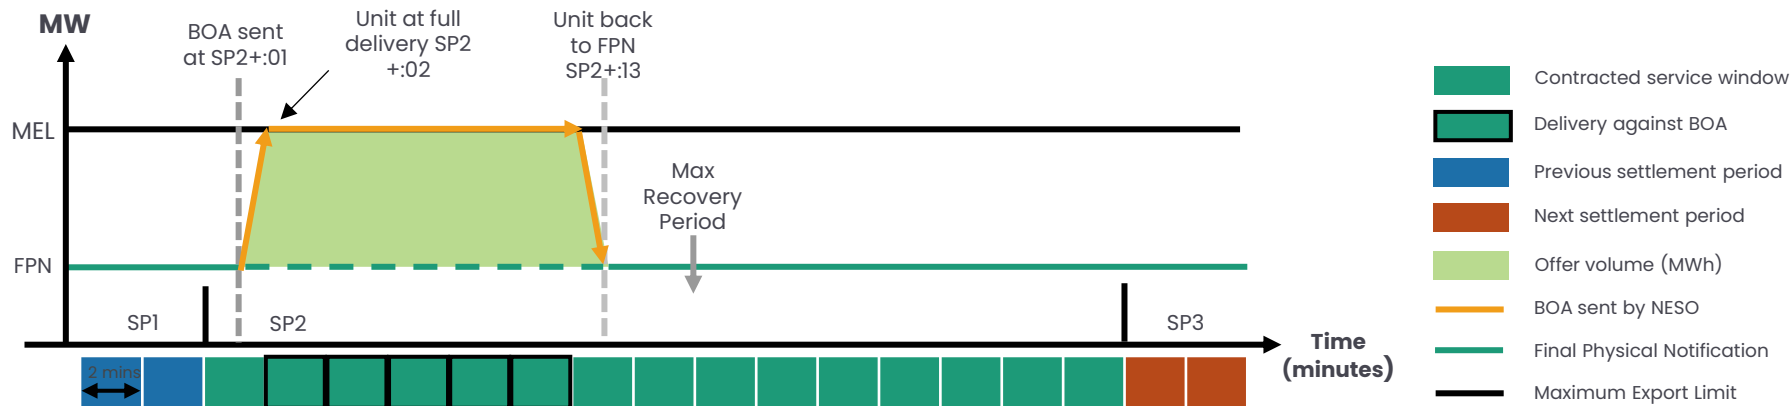 MW
BOA sent
at SP2+:01
Unit at full
delivery SP2
+:02
Unit back
to FPN
SP2+:13
MEL
Max
Recovery
Period
FPN
SP1
SP2
SP3
2 mins
Time
(minutes)
Contracted service window
Delivery against BOA
Previous settlement period
Next settlement period
Offer volume (MWh)
BOA sent by NESO
Final Physical Notification
Maximum Export Limit